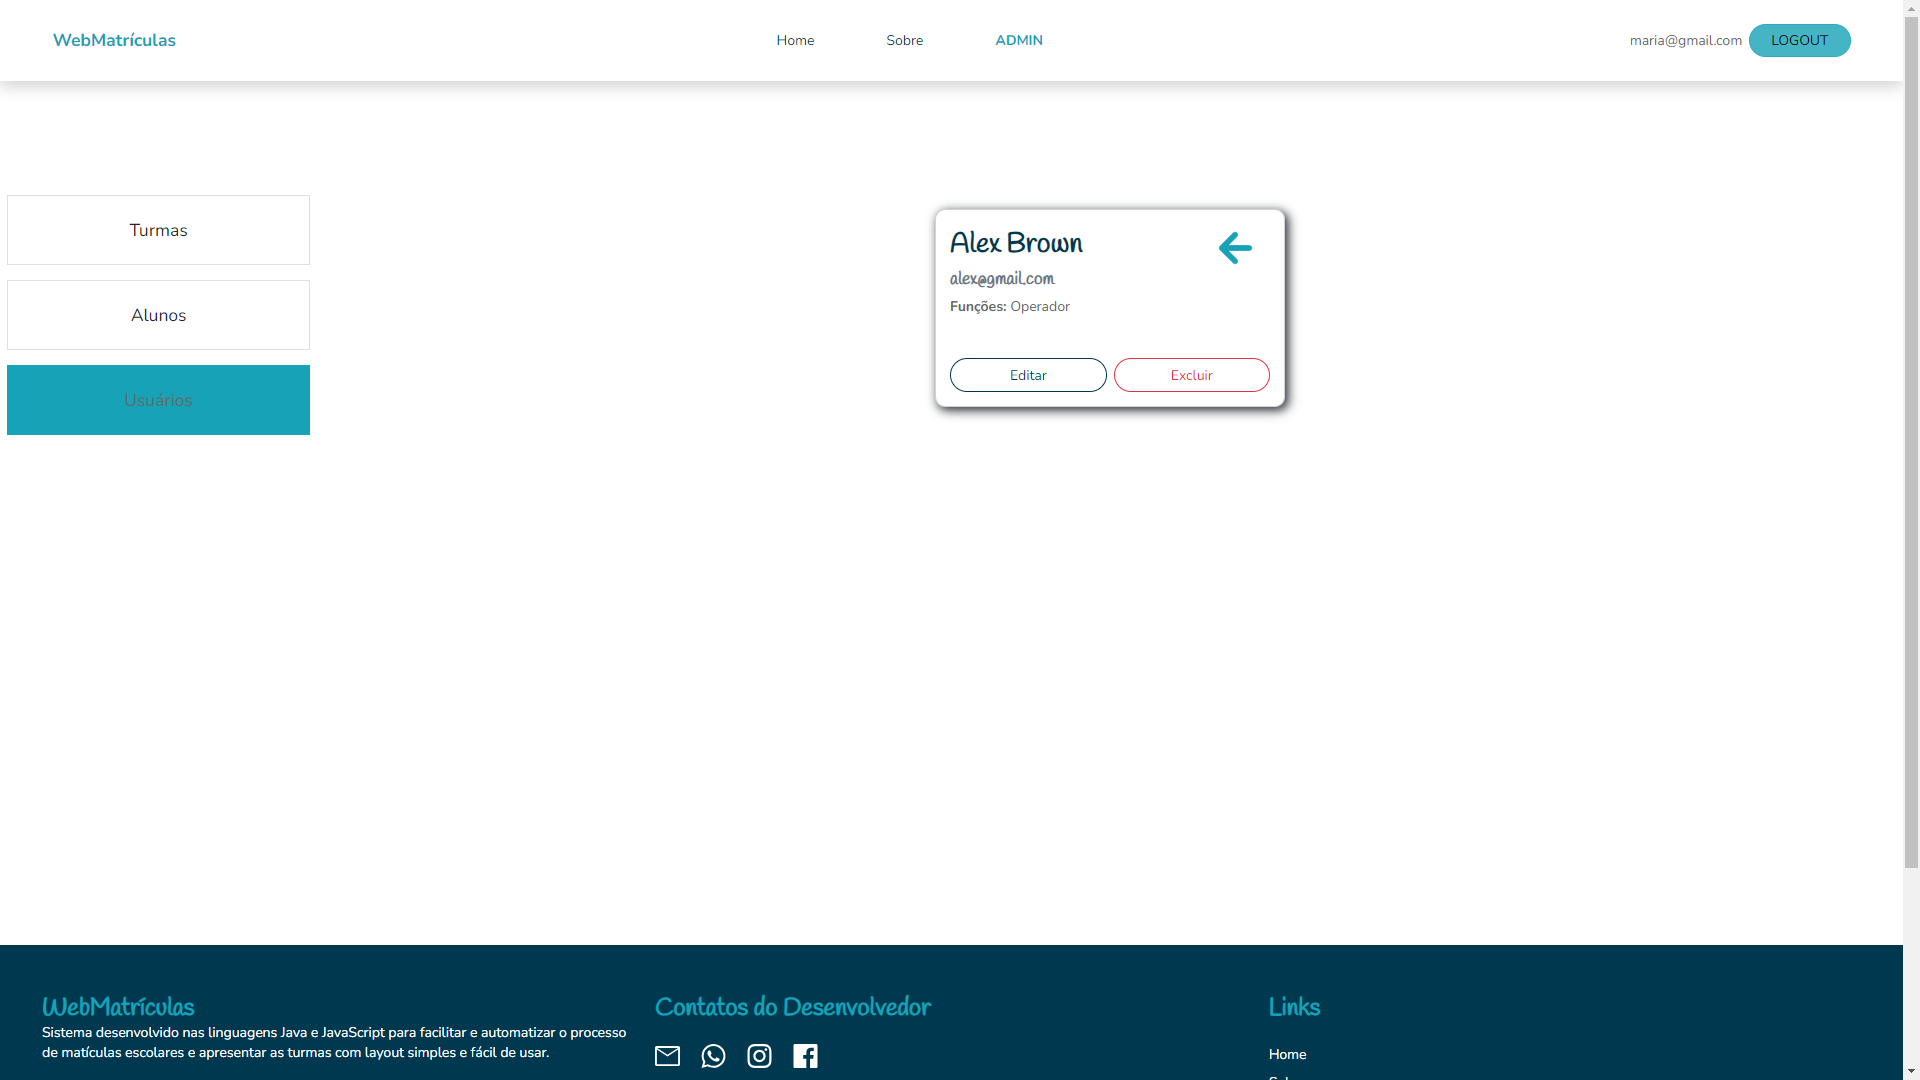 WebMatrículas
Home
Sobre
ADMIN
maria@gmail.com
LOGOUT
Turmas
Alunos
Usuários
Alex Brown
alex@gmail.com
Funções: Operador
Editar
Excluir
WebMatrículas
Sistema desenvolvido nas linguagens Java e JavaScript para facilitar e automatizar o processo
de matículas escolares e apresentar as turmas com layout simples e fácil de usar.
Contatos do Desenvolvedor
Links
Home